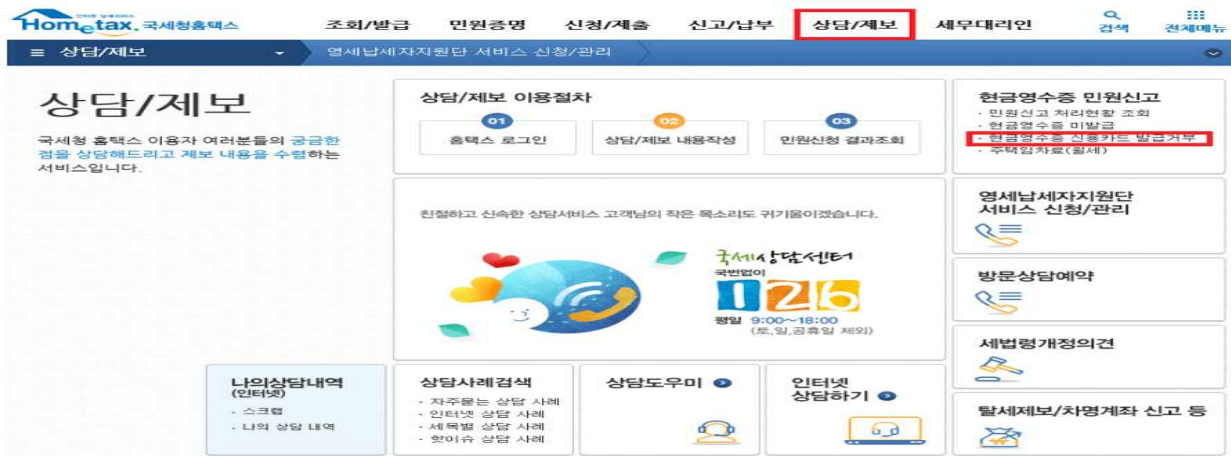 인터넷 납세서비스
Hometax. 국세청홈택스
조회/발급 민원증명 신청/제출 신고/납부 상담/제보 세무대리인 검색 전체메뉴
상담/제보 영세납세자지원단 서비스 신청/관리
상담/제보
국세청 홈택스 이용자 여러분들의 궁금한
점을 상담해드리고 제보 내용을 수렴하는
서비스입니다.
상담/제보 이용절차
01
홈택스 로그인
02
상담/제보 내용작성
03
민원신청 결과조회
현금영수증 민원신고
· 민원신고 처리현황 조회
· 현금영수증 미발급
· 현금영수증 신용카드 발급거부
· 주택임차료(월세)
친절하고 신속한 상담서비스 고객님의 작은 목소리도 귀기울이겠습니다.
국세상담센터
국번없이
126
평일 9:00~18:00
(토,일,공휴일 제외)
영세납세자지원단
서비스 신청/관리
방문상담예약
세법령개정의견
나의상담내역
(인터넷)
· 스크랩
· 나의 상담 내역
상담사례검색
· 자주묻는 상담 사례
· 인터넷 상담 사례
· 세목별 상담 사례
· 핫이슈 상담 사례
상담도우미
인터넷
상담하기
탈세제보/차명계좌 신고 등